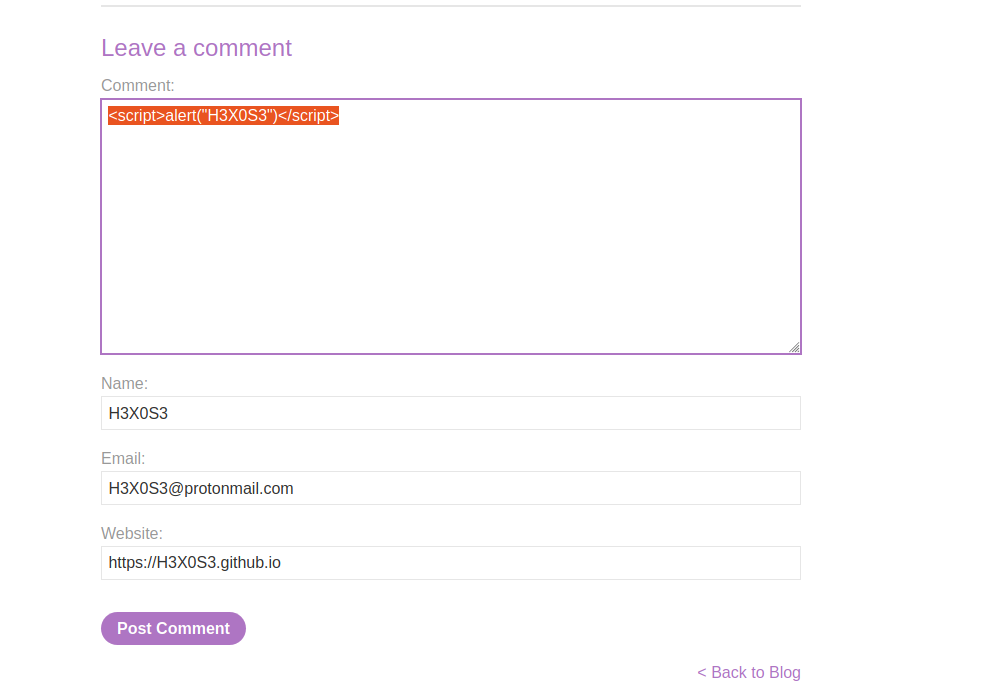 Leave a comment
Comment:
<script>alert("H3X0S3")</script>
Name:
H3X0S3
Email:
H3X0S3@protonmail.com
Website:
https://H3X0S3.github.io
Post Comment
< Back to Blog